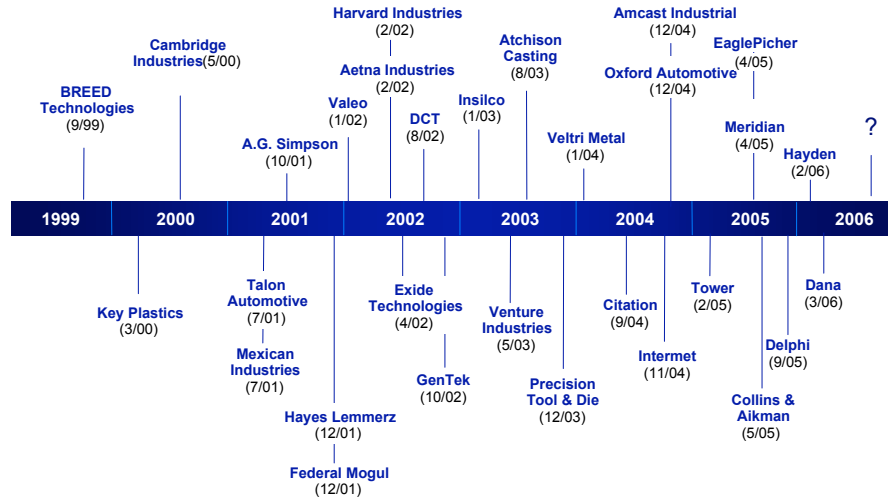 Harvard Industries
(2/02)
Aetna Industries
(2/02)
Amcast Industrial
(12/04)
Oxford Automotive
(12/04)
Cambridge
Industries(5/00)
Atchison
Casting
(8/03)
EaglePicher
(4/05)
BREED
Technologies
(9/99)
Valeo
(1/02)
DCT
(8/02)
Insilco
(1/03)
A.G. Simpson
(10/01)
Veltri Metal
(1/04)
Meridian
(4/05)
Hayden
(2/06)
?
1999 2000 2001 2002 2003 2004 2005 2006
Key Plastics
(3/00)
Talon
Automotive
(7/01)
Mexican
Industries
(7/01)
Hayes Lemmerz
(12/01)
Federal Mogul
(12/01)
Exide
Technologies
(4/02)
GenTek
(10/02)
Venture
Industries
(5/03)
Precision
Tool & Die
(12/03)
Citation
(9/04)
Intermet
(11/04)
Tower
(2/05)
Collins &
Aikman
(5/05)
Delphi
(9/05)
Dana
(3/06)